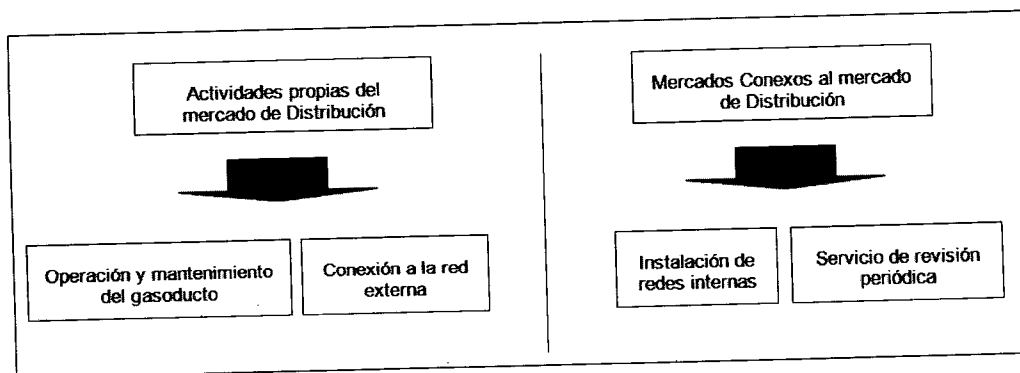 Actividades propias del
mercado de Distribución
Mercados Conexos al mercado
de Distribución
Operación y mantenimiento
del gasoducto
Conexión a la red
externa
Instalación de
redes internas
Servicio de revisión
periódica